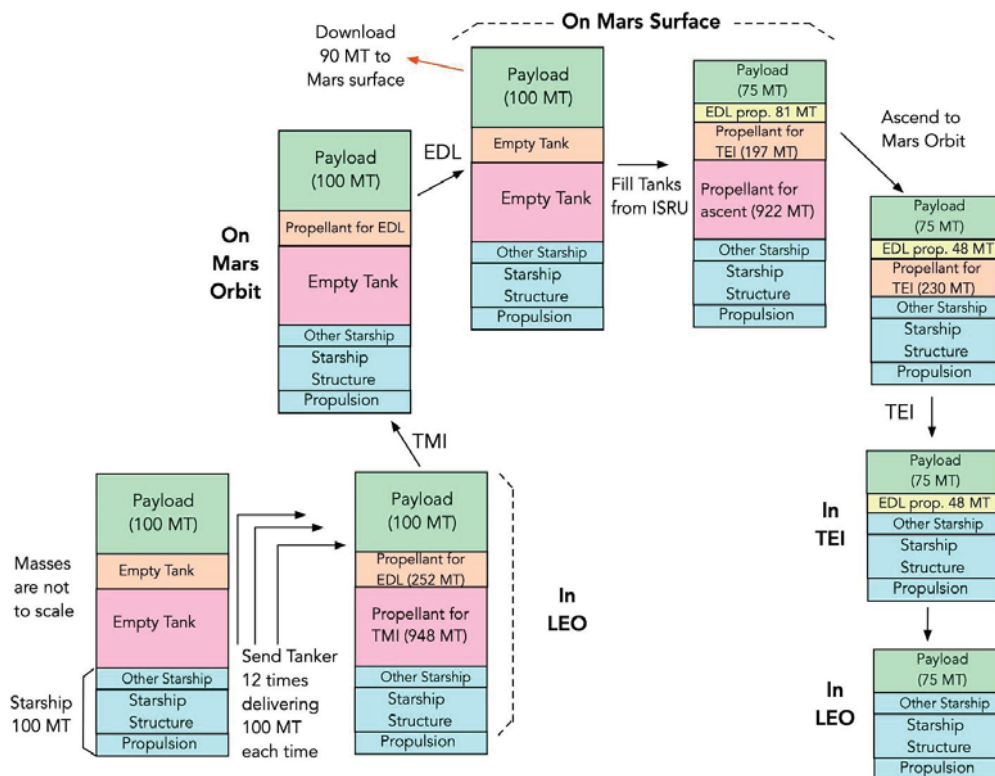 On Mars Surface
Download
90 MT to
Mars surface
Payload
(100 MT)
Empty Tank
Empty Tank
Other Starship
Starship
Structure
Propulsion
Fill Tanks
from ISRU
Payload
(75 MT)
EDL prop. 81 MT
Propellant for
TEI (197 MT)
Propellant for
ascent (922 MT)
Other Starship
Starship
Structure
Propulsion
Ascend to
Mars Orbit
EDL
On
Mars
Orbit
Payload
(100 MT)
Propellant for EDL
Empty Tank
Other Starship
Starship
Structure
Propulsion
Payload
(75 MT)
EDL prop. 48 MT
Propellant for
TEI (230 MT)
Other Starship
Starship
Structure
Propulsion
TMI
TEI
Masses
are not
to scale
Starship
100 MT
Payload
(100 MT)
Empty Tank
Empty Tank
Other Starship
Starship
Structure
Propulsion
Send Tanker
12 times
delivering
100 MT
each time
Payload
(100 MT)
Propellant for
EDL (252 MT)
Propellant for
TMI (948 MT)
Other Starship
Starship
Structure
Propulsion
In
LEO
In
TEI
Payload
(75 MT)
EDL prop. 48 MT
Other Starship
Starship
Structure
Propulsion
In
LEO
Payload
(75 MT)
Other Starship
Starship
Structure
Propulsion